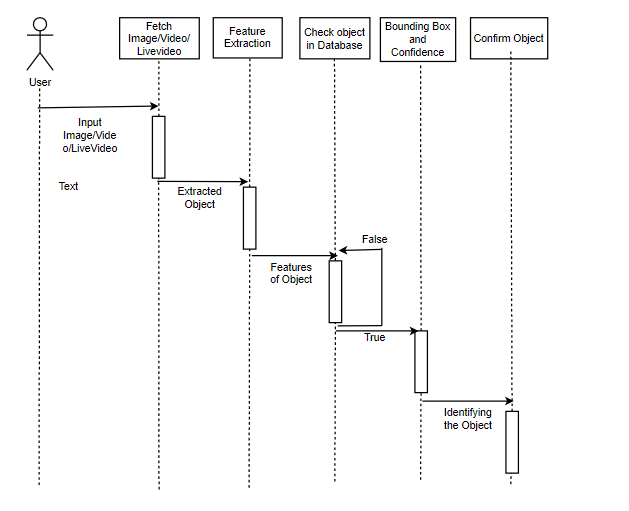 Fetch
Image/Video/
Livevideo
Feature
Extraction
Check object
in Database
Bounding Box
and
Confidence
Confirm Object
User
Input
Image/Vide
o/LiveVideo
Text
Extracted
Object
False
Features
of Object
True
Identifying
the Object